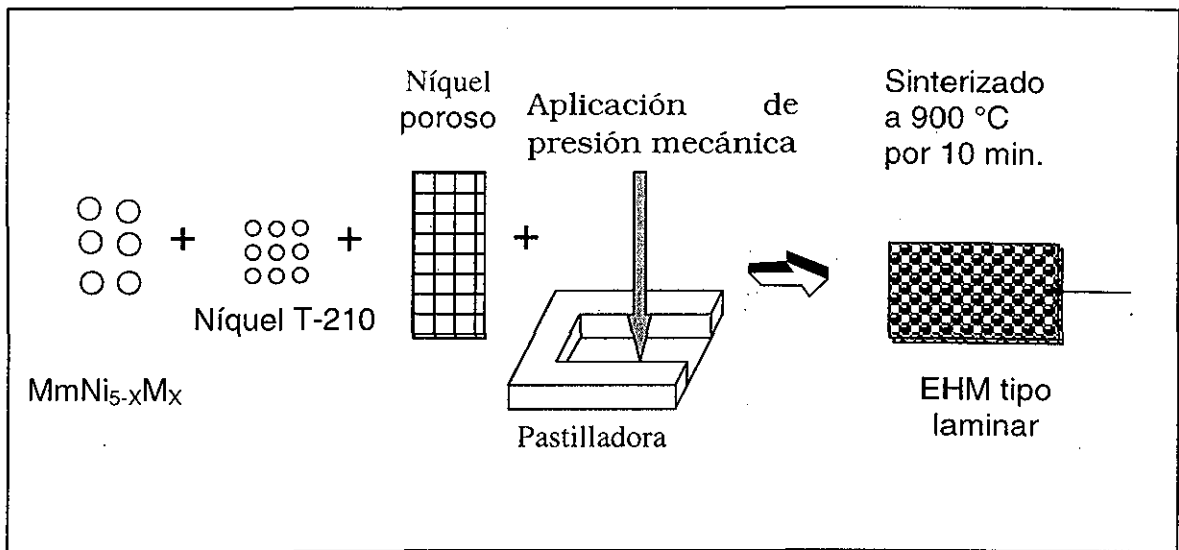 MmNi5-XMX
Níquel T-210
Níquel
poroso
Aplicación de
presión mecánica
Pastilladora
Sinterizado
a 900 °C
por 10 min.
EHM tipo
laminar